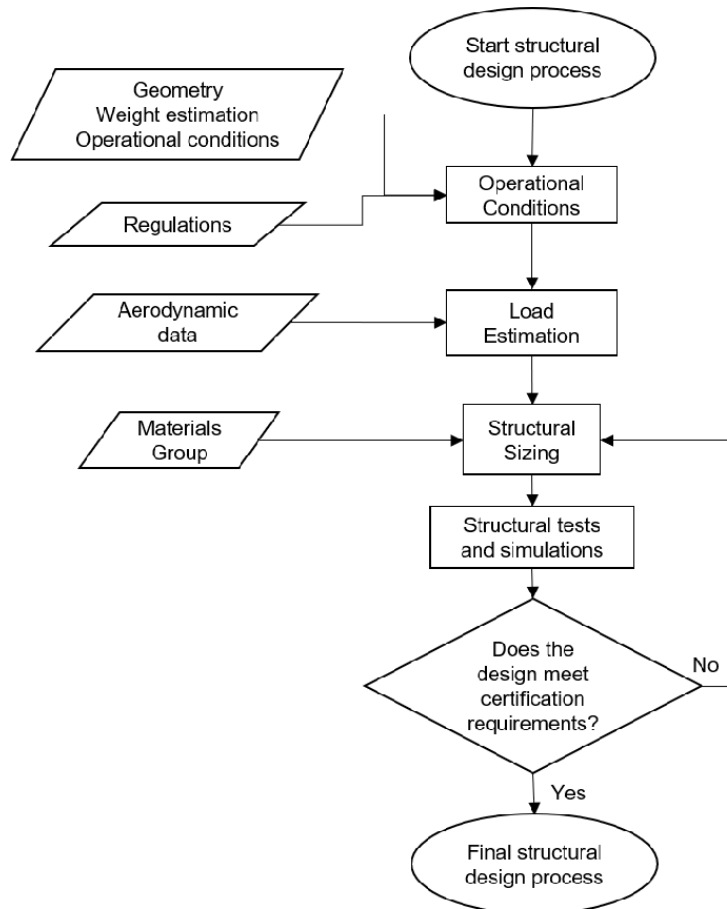 Start structural
design process
Geometry
Weight estimation
Operational conditions
Operational
Conditions
Regulations
Aerodynamic
data
Load
Estimation
Materials
Group
Structural
Sizing
Structural tests
and simulations
Does the
design meet
certification
requirements?
No
Yes
Final structural
design process